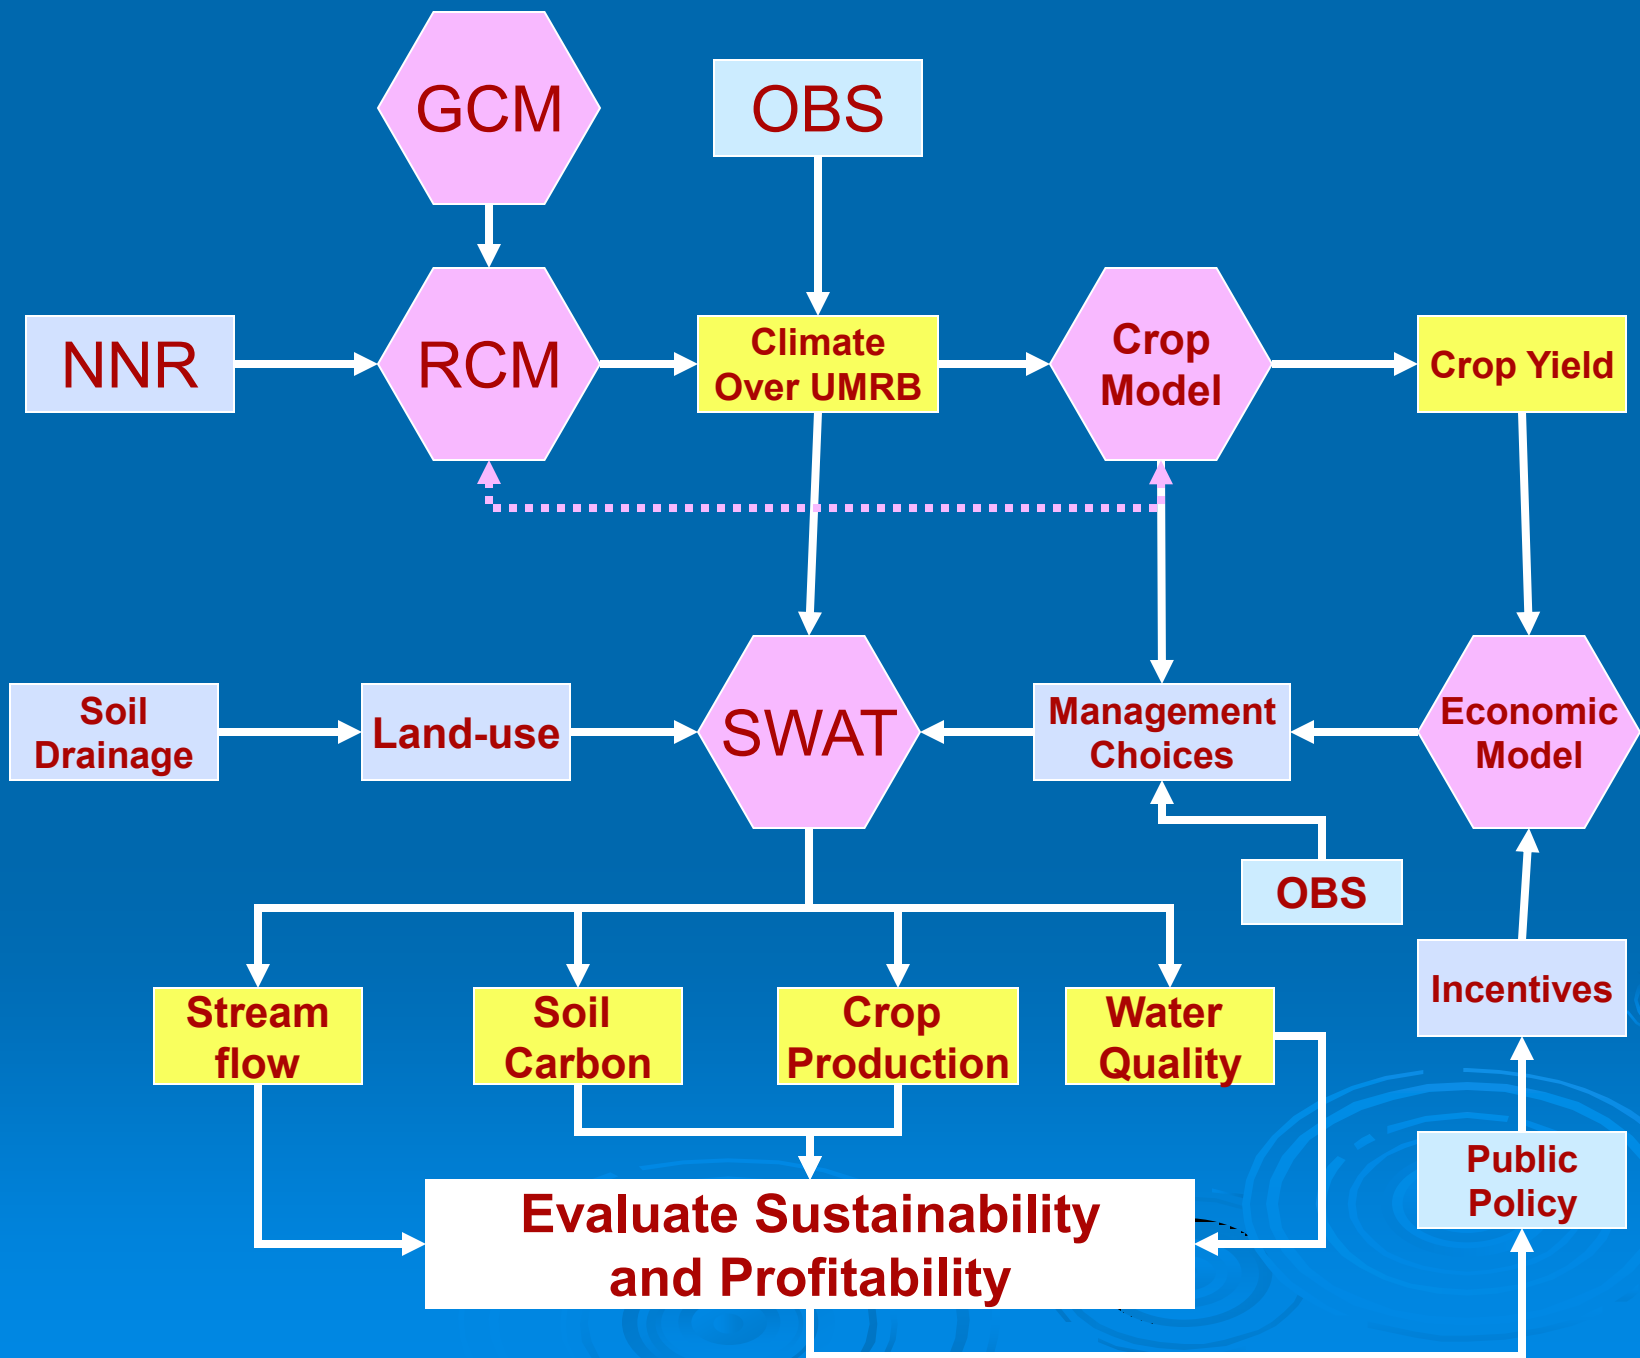 GCM
OBS
NNR
RCM
Climate
Over UMRB
Crop
Model
Crop Yield
Soil
Drainage
Land-use
SWAT
Management
Choices
Economic
Model
OBS
Incentives
Stream
flow
Soil
Carbon
Crop
Production
Water
Quality
Public
Policy
Evaluate Sustainability
and Profitability